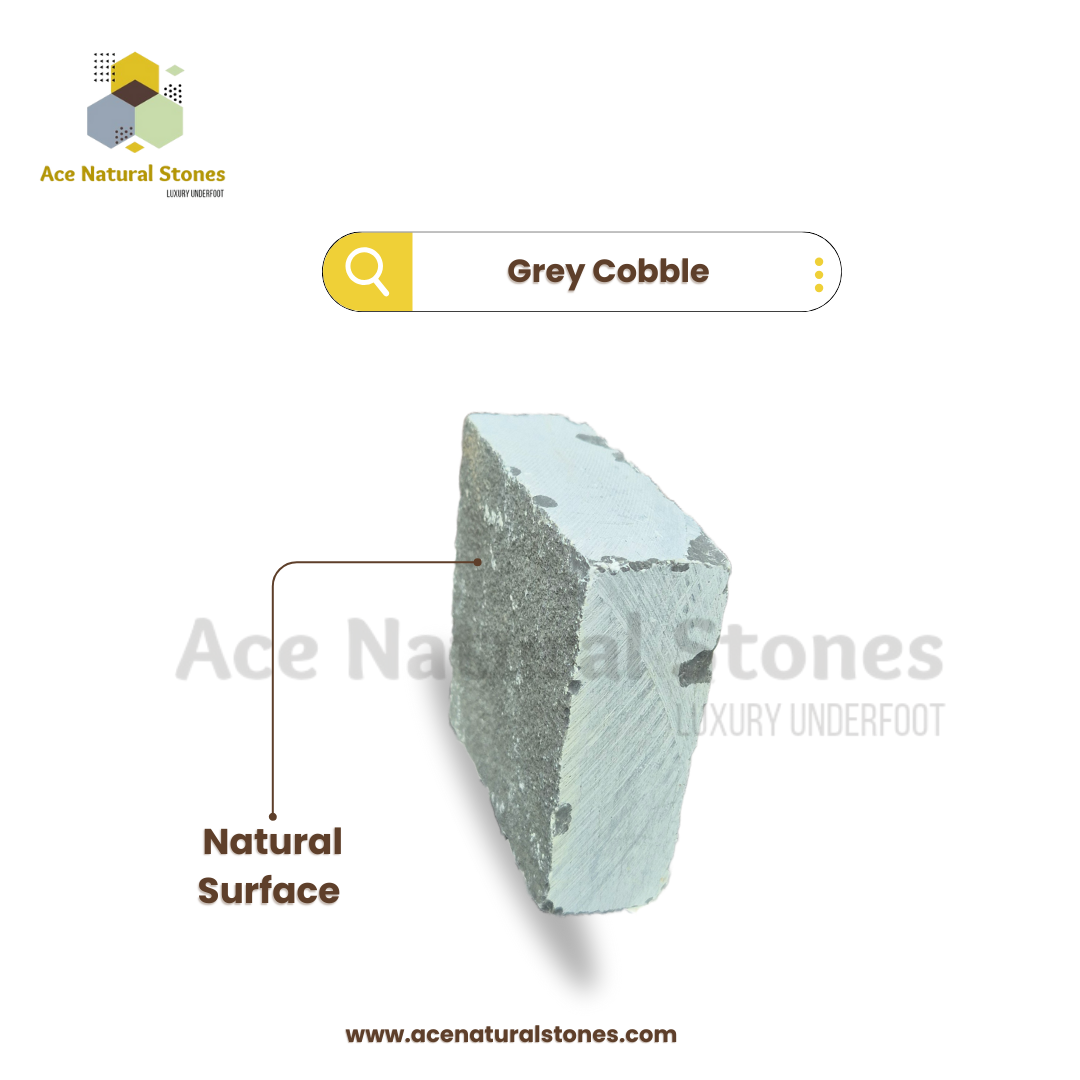 Ace Natural Stones
LUXURY UNDERFOOT
Grey Cobble
Ace Natural Stones
LUXURY UNDERFOOT
Natural
Surface
www.acenaturalstones.com